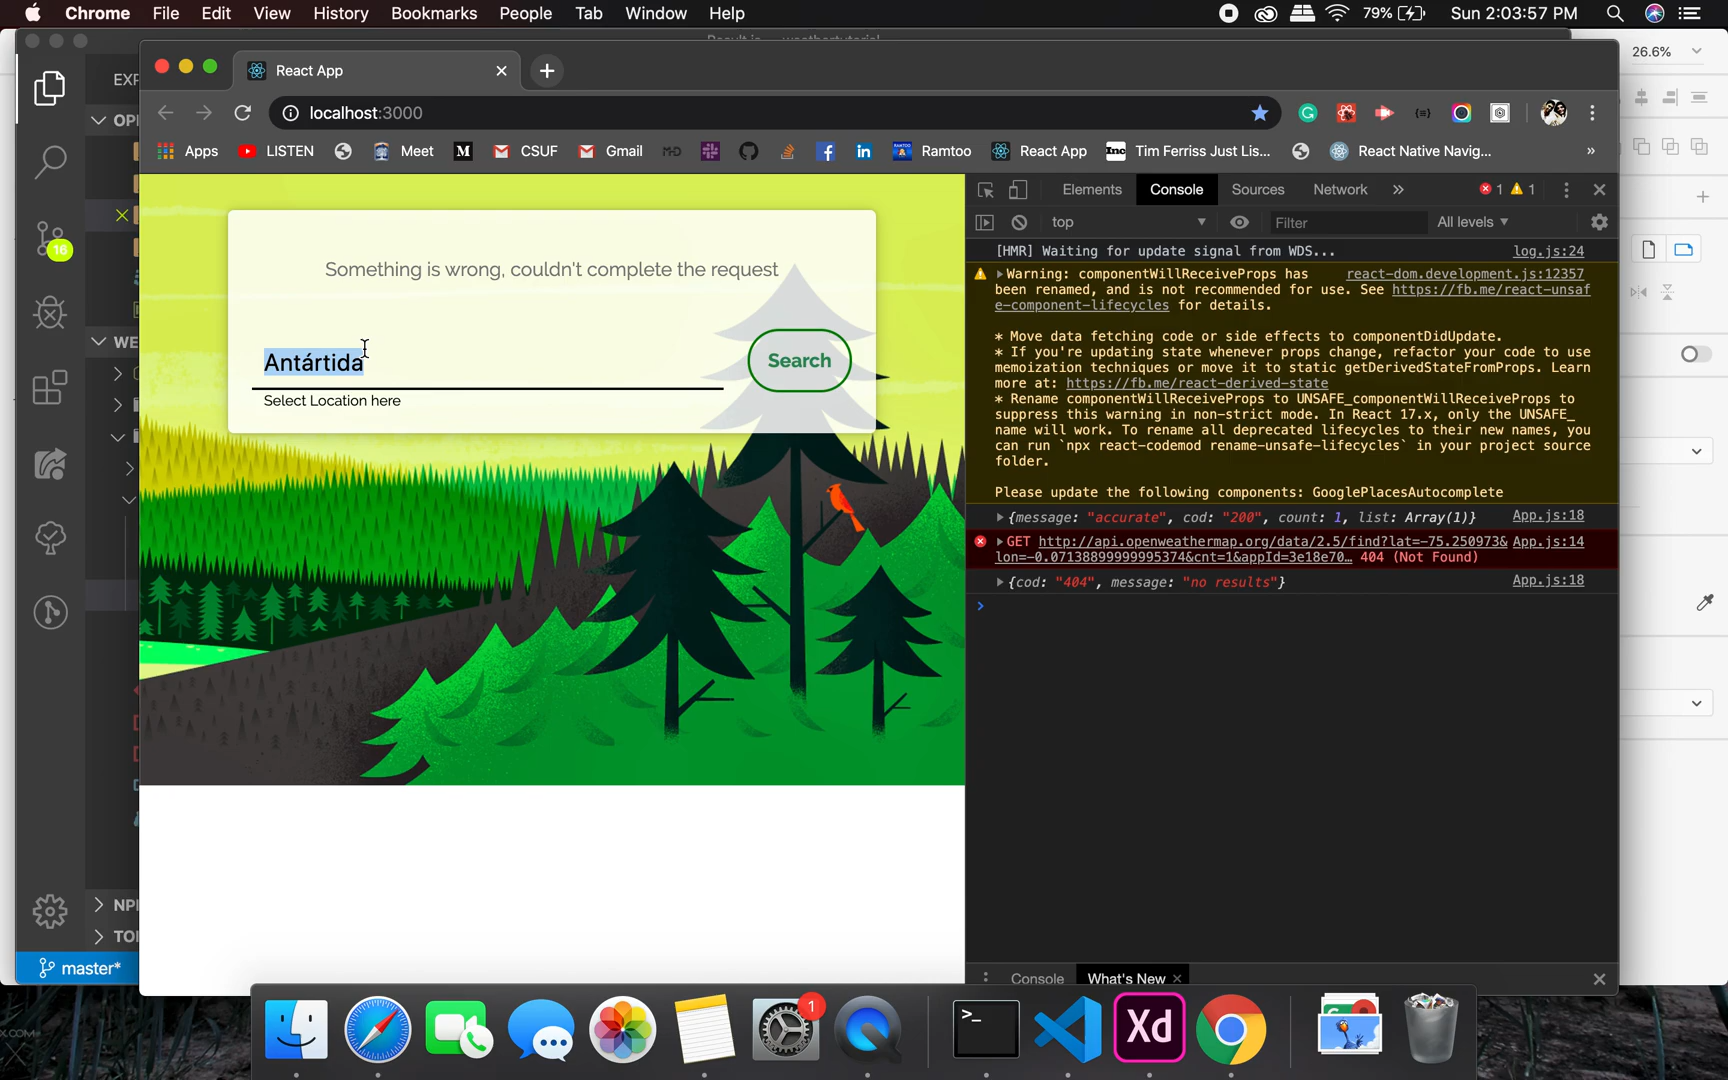 Chrome File Edit View History Bookmarks People Tab Window Help 79% Sun 2:03:57 PM
26.6%
React App
EXP
localhost:3000
OPI
Apps LISTEN Meet M CSUF Gmail M-D Ramtoo React App Inc Tim Ferriss Just Lis... React Native Navig... »
Elements Console Sources Network » 1 1
top Filter All levels
16
[HMR] Waiting for update signal from WDS... log.js:24
Something is wrong, couldn't complete the request
Warning: componentWillReceiveProps has react-dom.development.js:12357
been renamed, and is not recommended for use. See https://fb.me/react-unsaf
e-component-lifecycles for details.
* Move data fetching code or side effects to componentDidUpdate.
WE
* If you're updating state whenever props change, refactor your code to use
memoization techniques or move it to static getDerivedStateFromProps. Learn
Antártida
Search
more at: https://fb.me/react-derived-state
* Rename componentWillReceiveProps to UNSAFE_componentWillReceiveProps to
Select Location here
suppress this warning in non-strict mode. In React 17.x, only the UNSAFE_
name will work. To rename all deprecated lifecycles to their new names, you
can run `npx react-codemod rename-unsafe-lifecycles` in your project source
folder.
Please update the following components: GooglePlacesAutocomplete
{message: "accurate", cod: "200", count: 1, list: Array(1)} App.js:18
GET http://api.openweathermap.org/data/2.5/find?lat=-75.250973& App.js:14
lon=-0.07138899999995374&cnt=1&appId=3e18e70… 404 (Not Found)
{cod: "404", message: "no results"} App.js:18
>
NPI
TOI
master*
Console What's New
1
>_
Xd